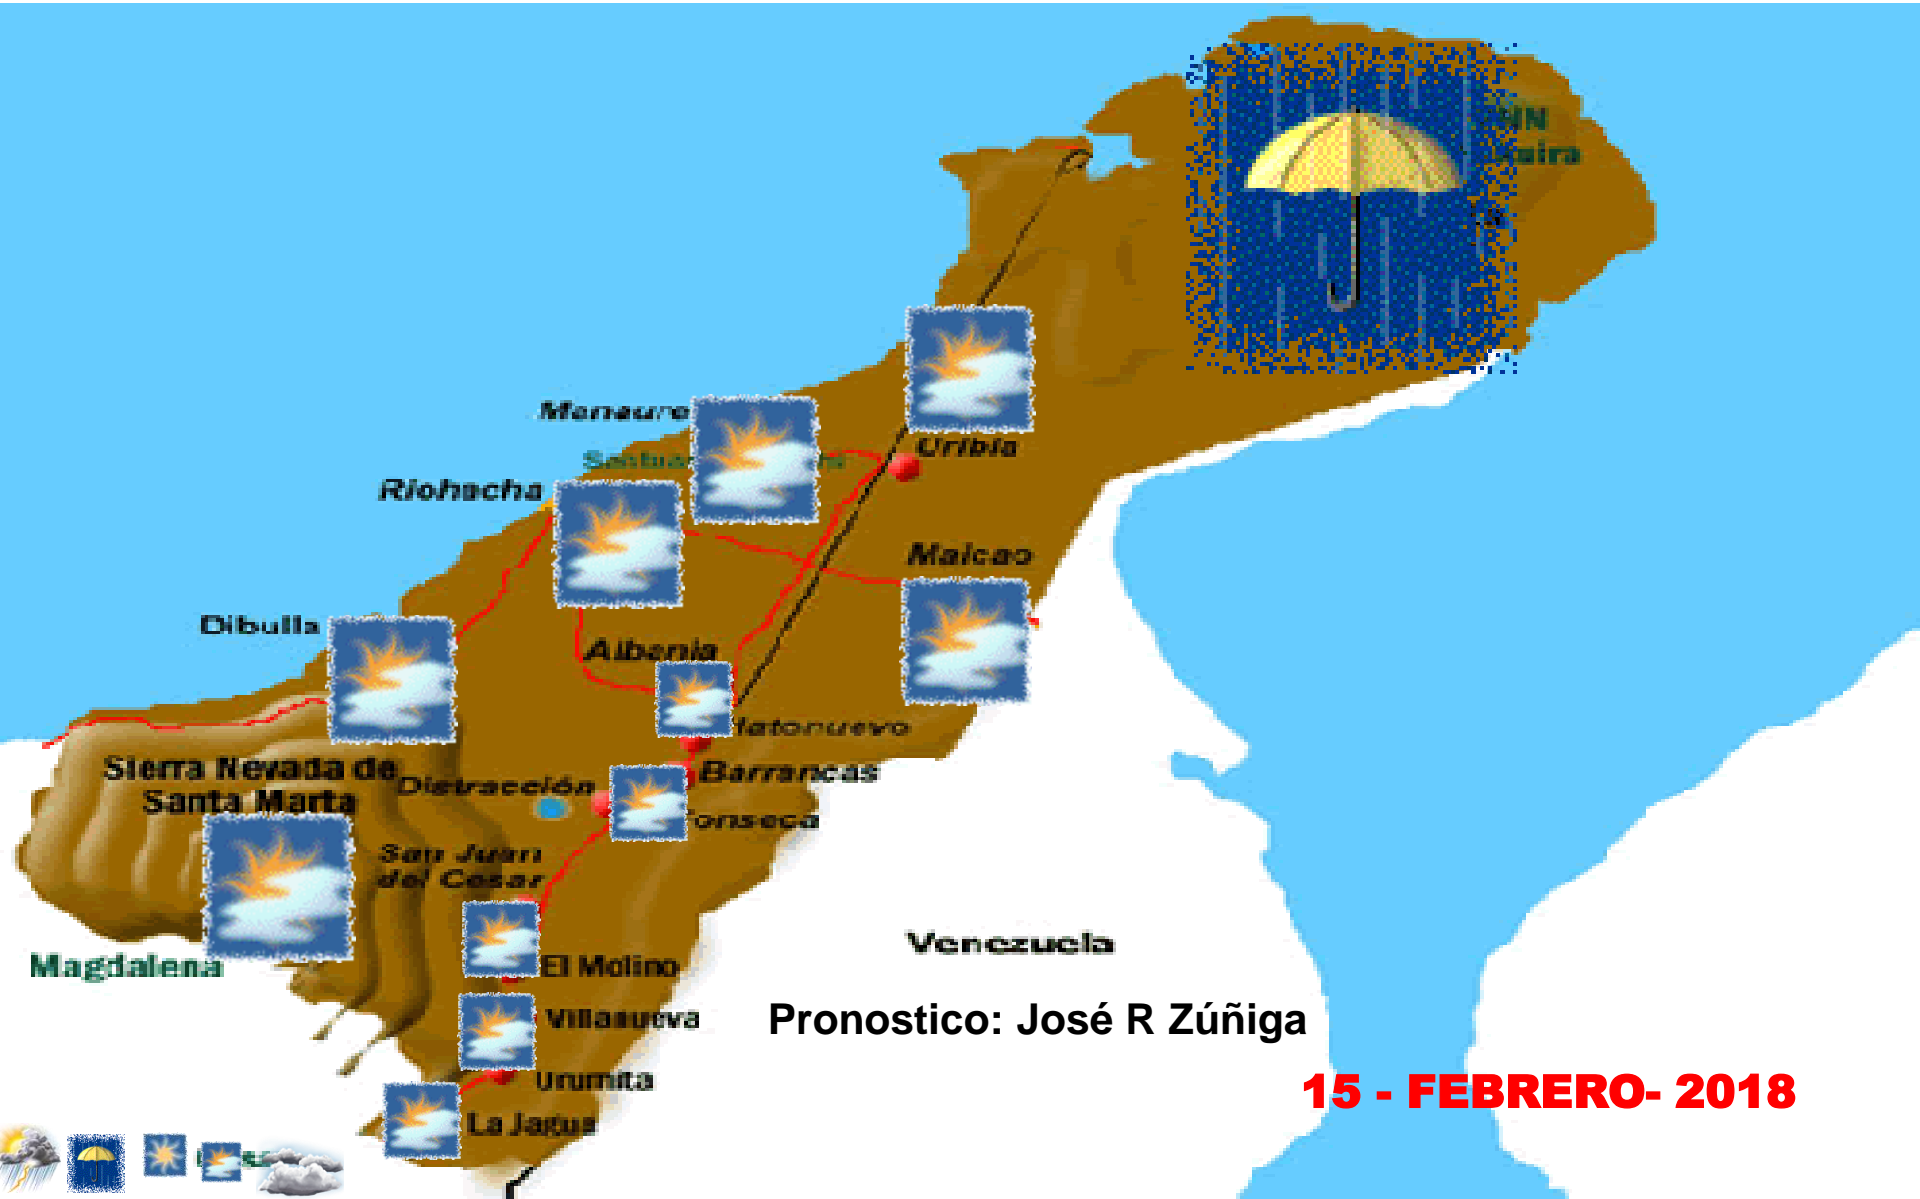 Manaure
Uribia
Riohacha
Maicao
Dibulla
Albania
Barrancas
Sierra Nevada de
Santa Marta
Distracción
San Juan
del Cesar
Venezuela
Magdalena
El Molino
Villanueva
Pronostico: José R Zúñiga
Urumita
15 - FEBRERO- 2018
La Jagua